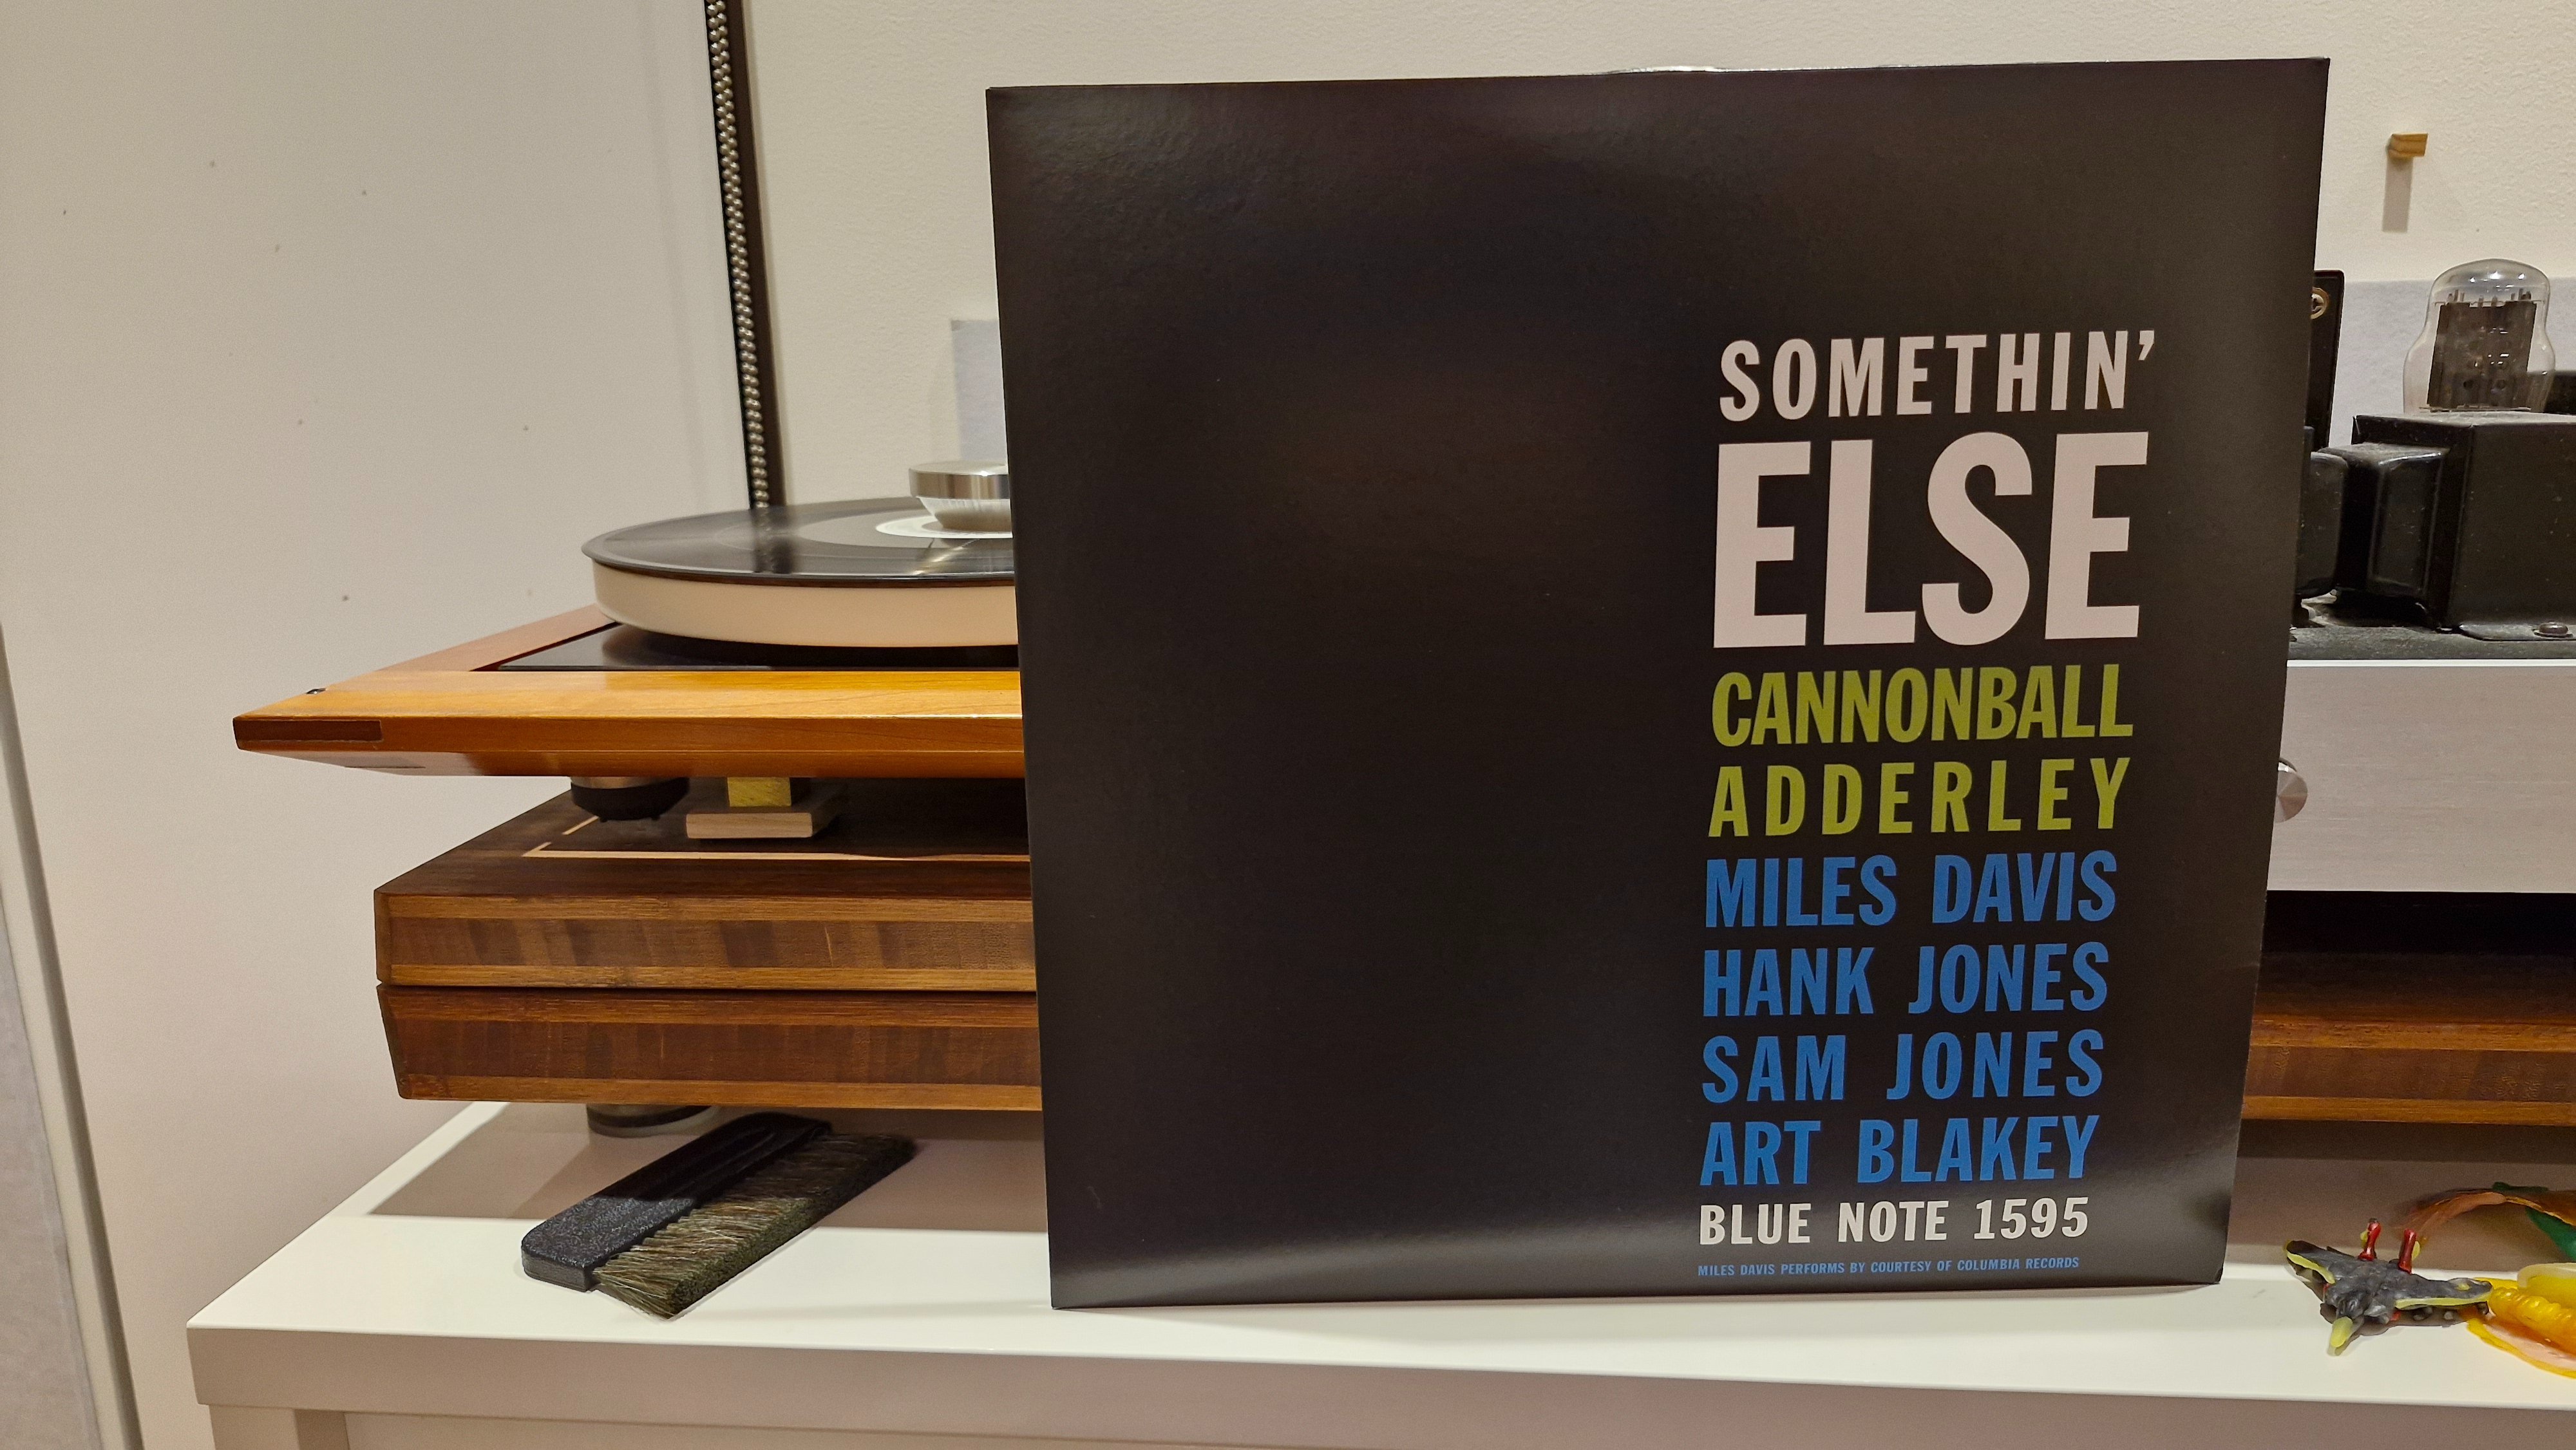 SOMETHIN'
ELSE
CANNONBALL
ADDERLEY
MILES DAVIS
HANK JONES
SAM JONES
ART BLAKEY
BLUE NOTE 1595
MILES DAVIS PERFORMS BY COURTESY OF COLUMBIA RECORDS